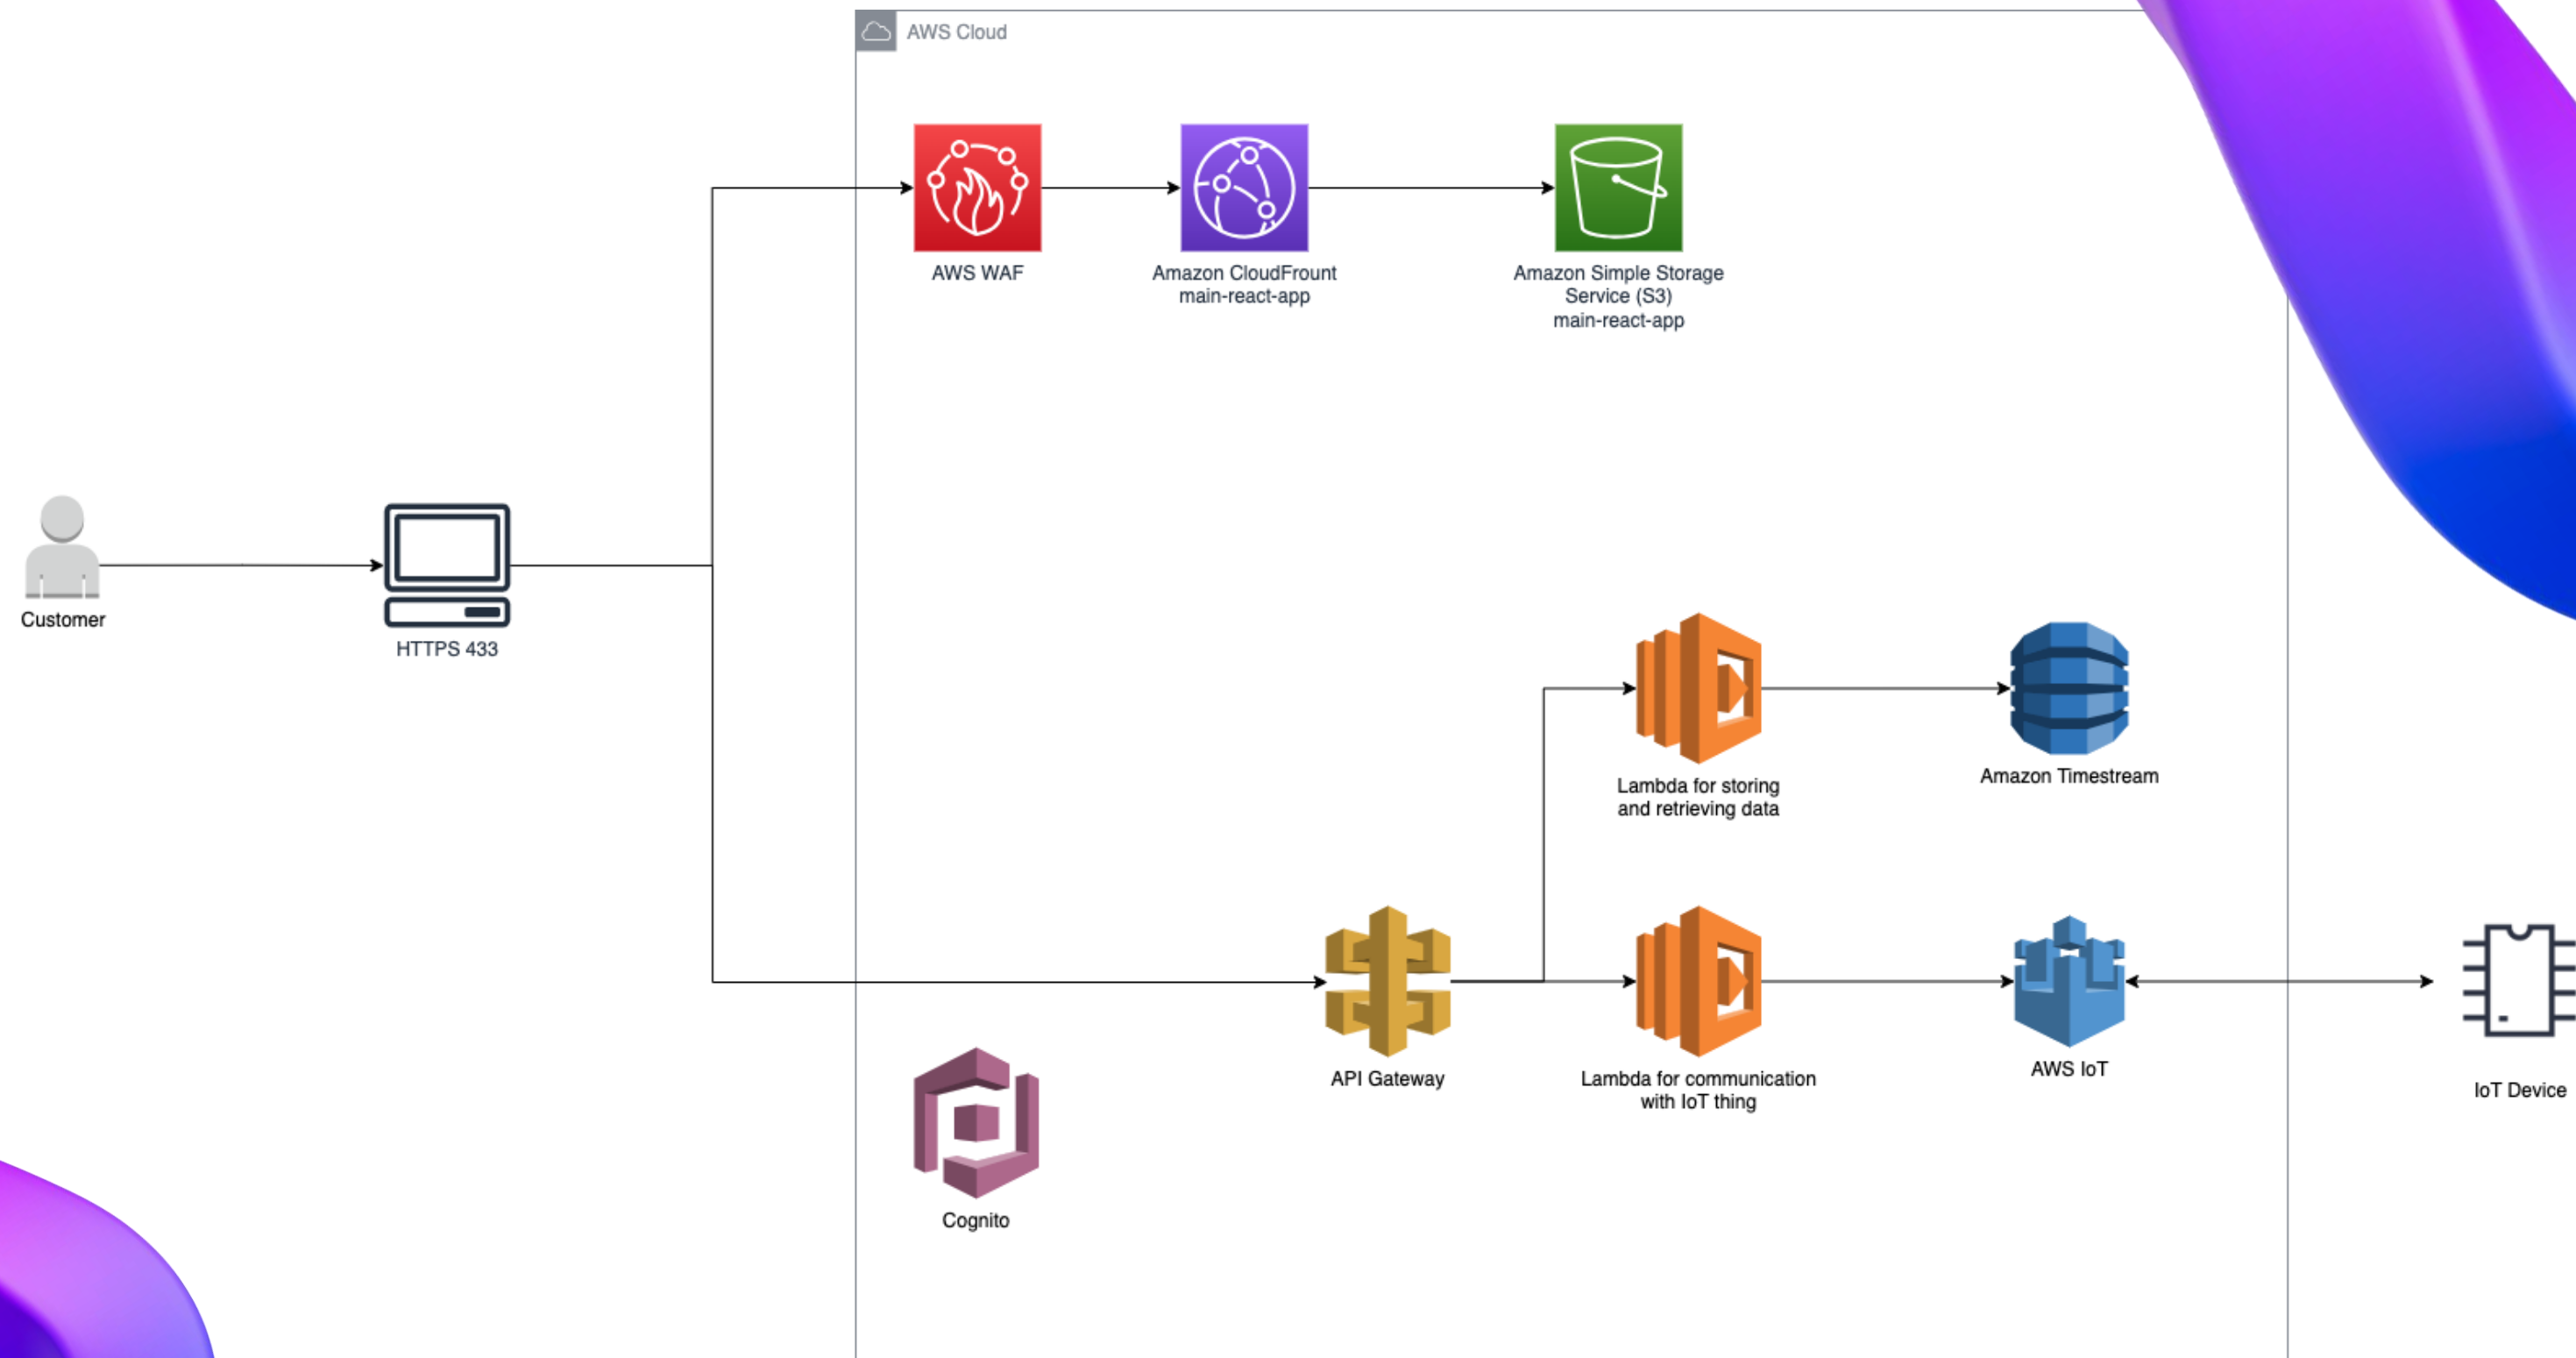 AWS Cloud
AWS WAF
Amazon CloudFrount
main-react-app
Amazon Simple Storage
Service (S3)
main-react-app
Customer
HTTPS 433
Lambda for storing
and retrieving data
Amazon Timestream
API Gateway
Lambda for communication
with IoT thing
AWS IoT
IoT Device
Cognito